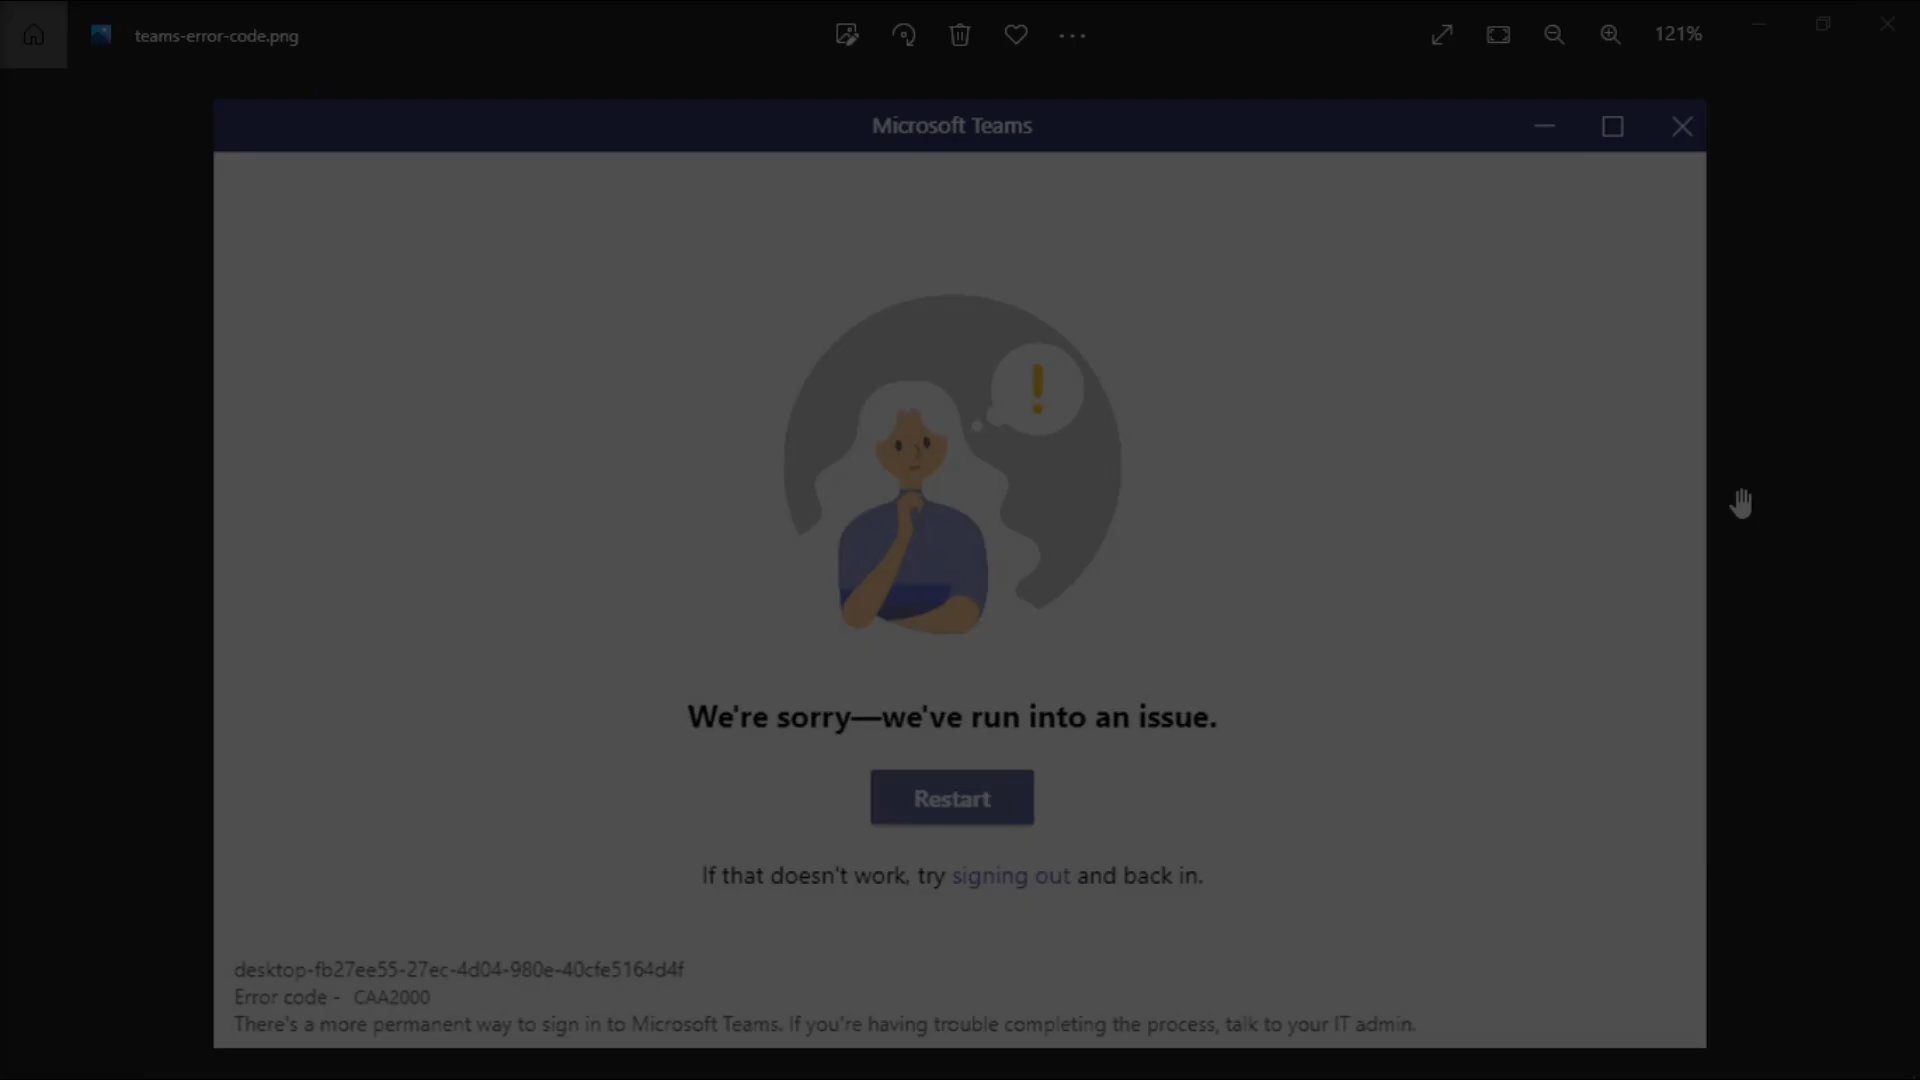 teams-error-code.png
121%
Microsoft Teams
!
We're sorry—we've run into an issue.
Restart
If that doesn't work, try signing out and back in.
desktop-fb27ee55-27ec-4d04-980e-40cfe5164d4f
Error code - CAA2000
There's a more permanent way to sign in to Microsoft Teams. If you're having trouble completing the process, talk to your IT admin.